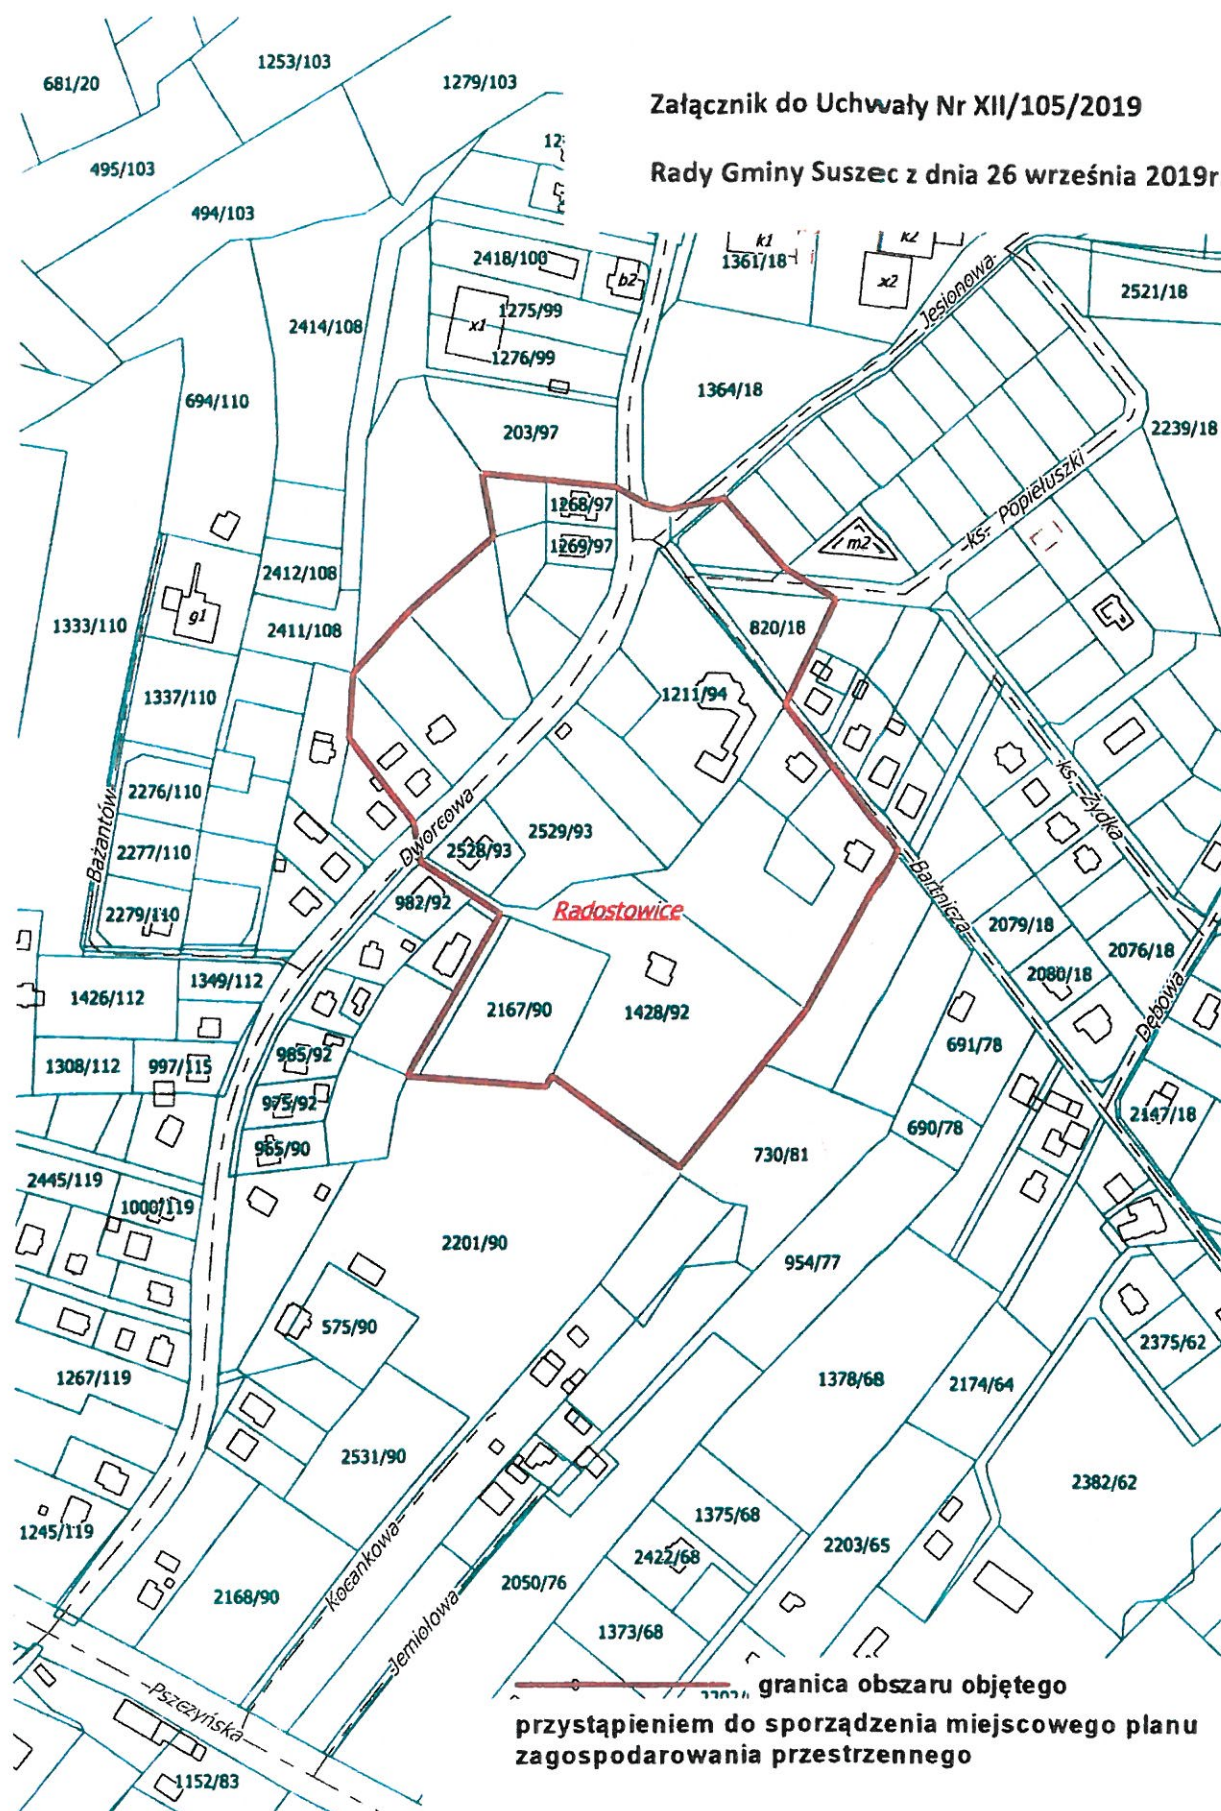 Załącznik do Uchwały Nr XII/105/2019
Rady Gminy Suszec z dnia 26 września 2019r
681/20
1253/103
1279/103
495/103
494/103
k1
k2
1361/18
x2
2418/100
b2
Jesionowa
2521/18
2414/108
1275/99
x1
1276/99
694/110
1364/18
203/97
2239/18
ks. Popiełuszki
1268/97
m2
1269/97
2412/108
g1
1333/110
2411/108
820/18
1337/110
1211/94
ks. Żydka
2276/110
Bażantów
Dworcowa
2529/93
2277/110
2528/93
Bartnicza
982/92
Radostowice
2279/110
2079/18
2076/18
2080/18
1349/112
1426/112
2167/90
1428/92
Dębowa
691/78
985/92
1308/112
997/115
975/92
2147/18
690/78
965/90
730/81
2445/119
1000/119
2201/90
954/77
575/90
2375/62
1267/119
1378/68
2174/64
2531/90
2382/62
1375/68
1245/119
2422/68
2203/65
Kocankowa
2050/76
2168/90
Jemiołowa
1373/68
granica obszaru objętego
przystąpieniem do sporządzenia miejscowego planu
zagospodarowania przestrzennego
Pszczyńska
1152/83